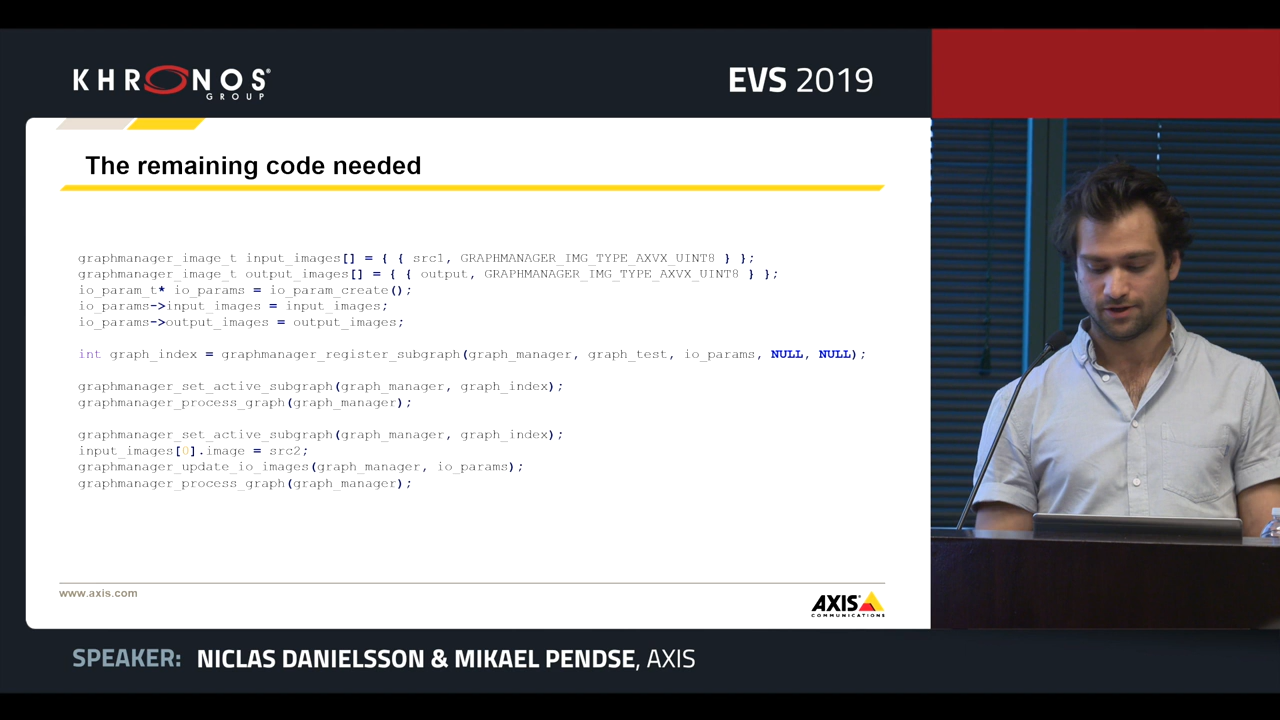 KHRONOS®
GROUP
EVS 2019
The remaining code needed
graphmanager_image_t input_images[] = { { src1, GRAPHMANAGER_IMG_TYPE_AXVX_UINT8 } };
graphmanager_image_t output_images[] = { { output, GRAPHMANAGER_IMG_TYPE_AXVX_UINT8 } };
io_param_t* io_params = io_param_create();
io_params->input_images = input_images;
io_params->output_images = output_images;
int graph_index = graphmanager_register_subgraph(graph_manager, graph_test, io_params, NULL, NULL);
graphmanager_set_active_subgraph(graph_manager, graph_index);
graphmanager_process_graph(graph_manager);
graphmanager_set_active_subgraph(graph_manager, graph_index);
input_images[0].image = src2;
graphmanager_update_io_images(graph_manager, io_params);
graphmanager_process_graph(graph_manager);
www.axis.com
AXIS
COMMUNICATIONS
SPEAKER: NICLAS DANIELSSON & MIKAEL PENDSE, AXIS